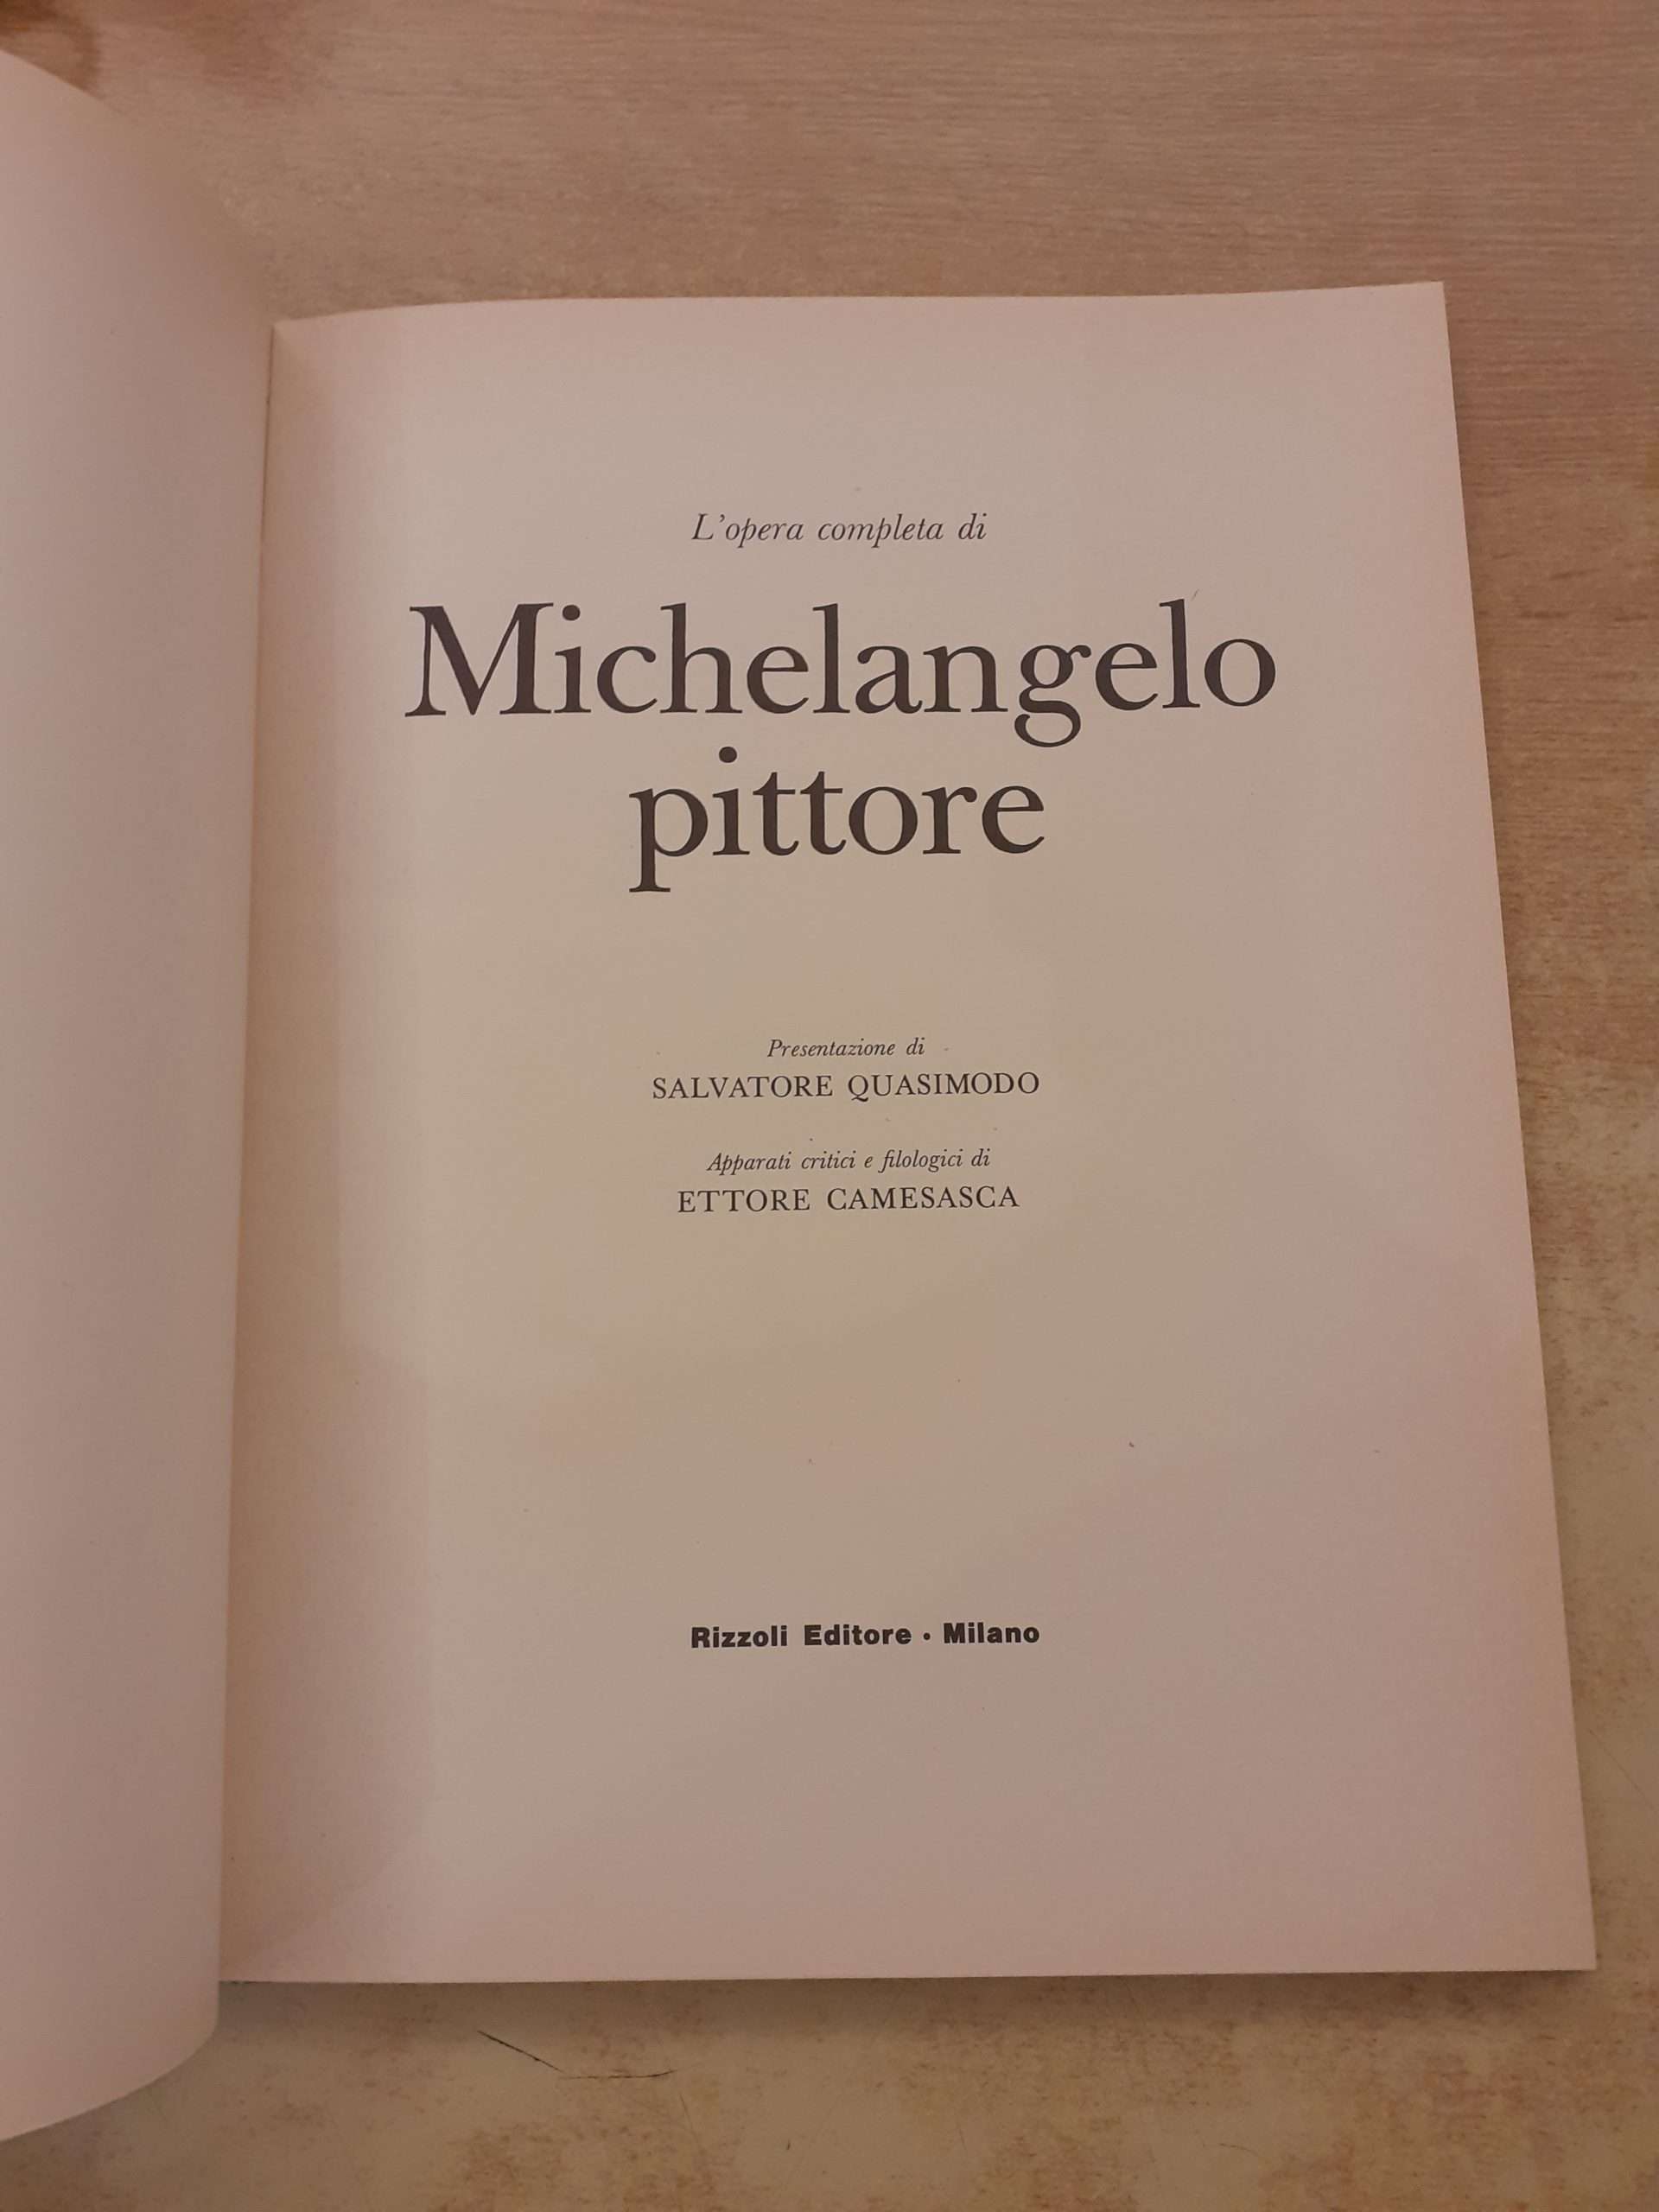 L'opera completa di
Michelangelo
pittore
Presentazione di
SALVATORE QUASIMODO
Apparati critici e filologici di
ETTORE CAMESASCA
Rizzoli Editore • Milano